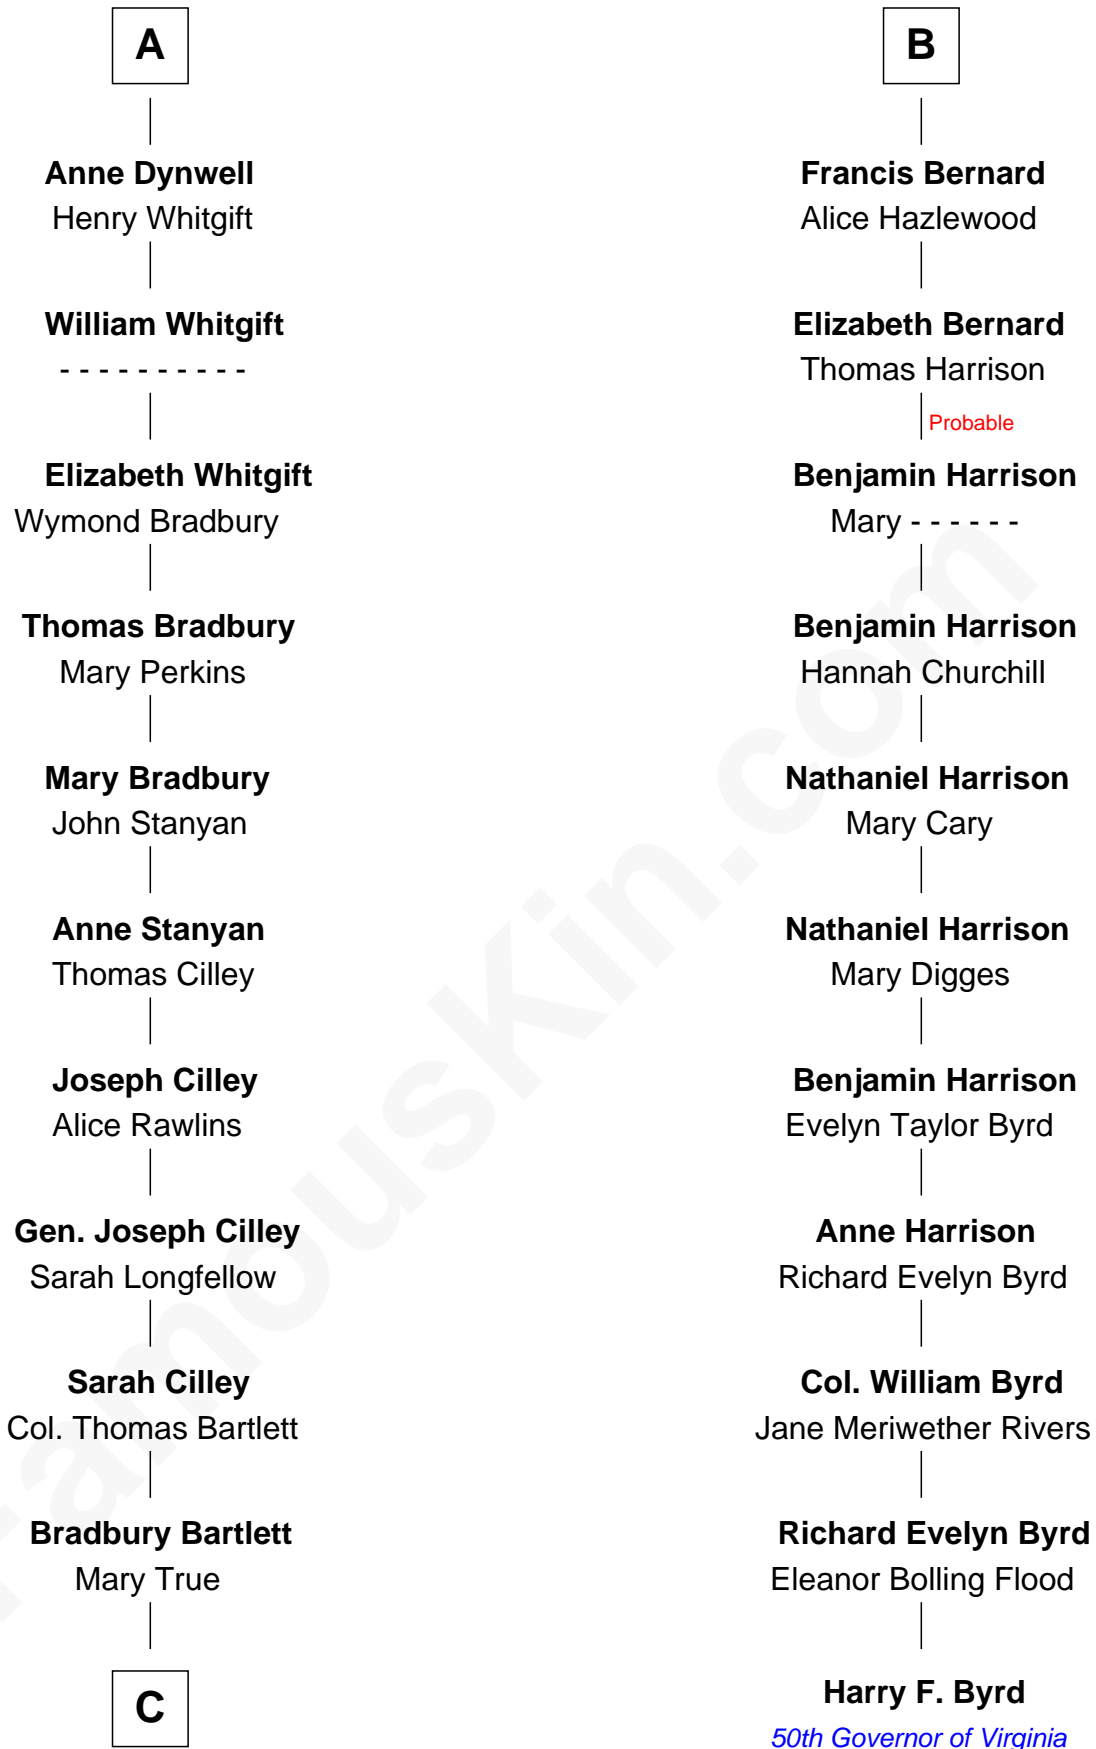 A
Anne Dynwell
Henry Whitgift
William Whitgift
- - - - - - - - - -
Elizabeth Whitgift
Wymond Bradbury
Thomas Bradbury
Mary Perkins
Mary Bradbury
John Stanyan
Anne Stanyan
Thomas Cilley
Joseph Cilley
Alice Rawlins
Gen. Joseph Cilley
Sarah Longfellow
Sarah Cilley
Col. Thomas Bartlett
Bradbury Bartlett
Mary True
C
B
Francis Bernard
Alice Hazlewood
Elizabeth Bernard
Thomas Harrison
Probable
Benjamin Harrison
Mary - - - - - -
Benjamin Harrison
Hannah Churchill
Nathaniel Harrison
Mary Cary
Nathaniel Harrison
Mary Digges
Benjamin Harrison
Evelyn Taylor Byrd
Anne Harrison
Richard Evelyn Byrd
Col. William Byrd
Jane Meriwether Rivers
Richard Evelyn Byrd
Eleanor Bolling Flood
Harry F. Byrd
50th Governor of Virginia
FamousKin.com